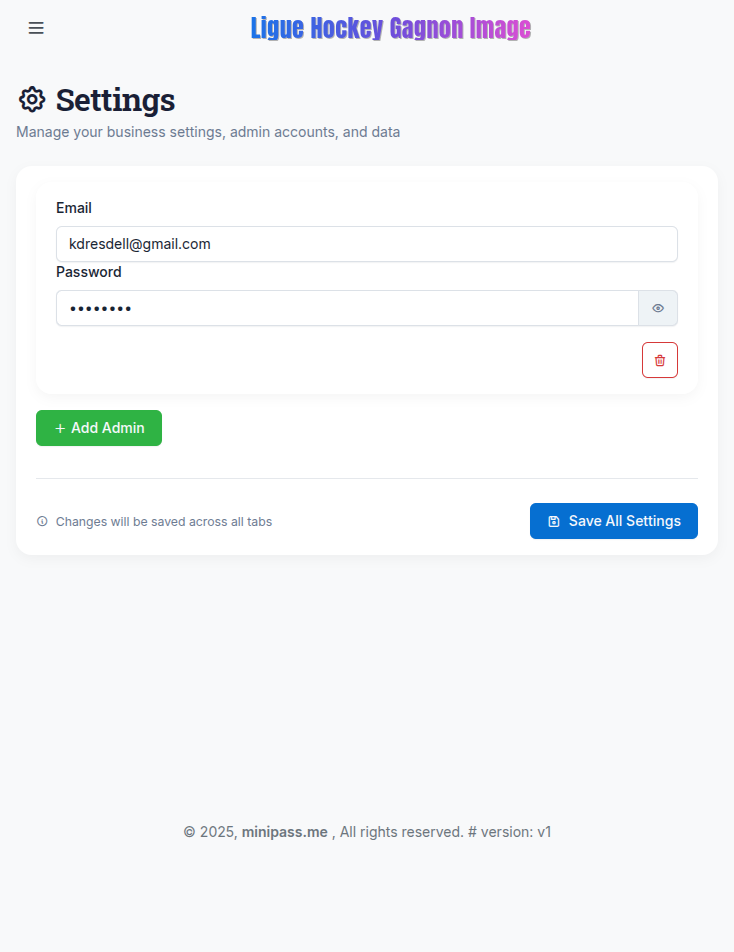 Ligue Hockey Gagnon Image
Settings
Manage your business settings, admin accounts, and data
Email
kdresdell@gmail.com
Password
••••••••
+ Add Admin
Changes will be saved across all tabs
Save All Settings
© 2025, minipass.me , All rights reserved. # version: v1